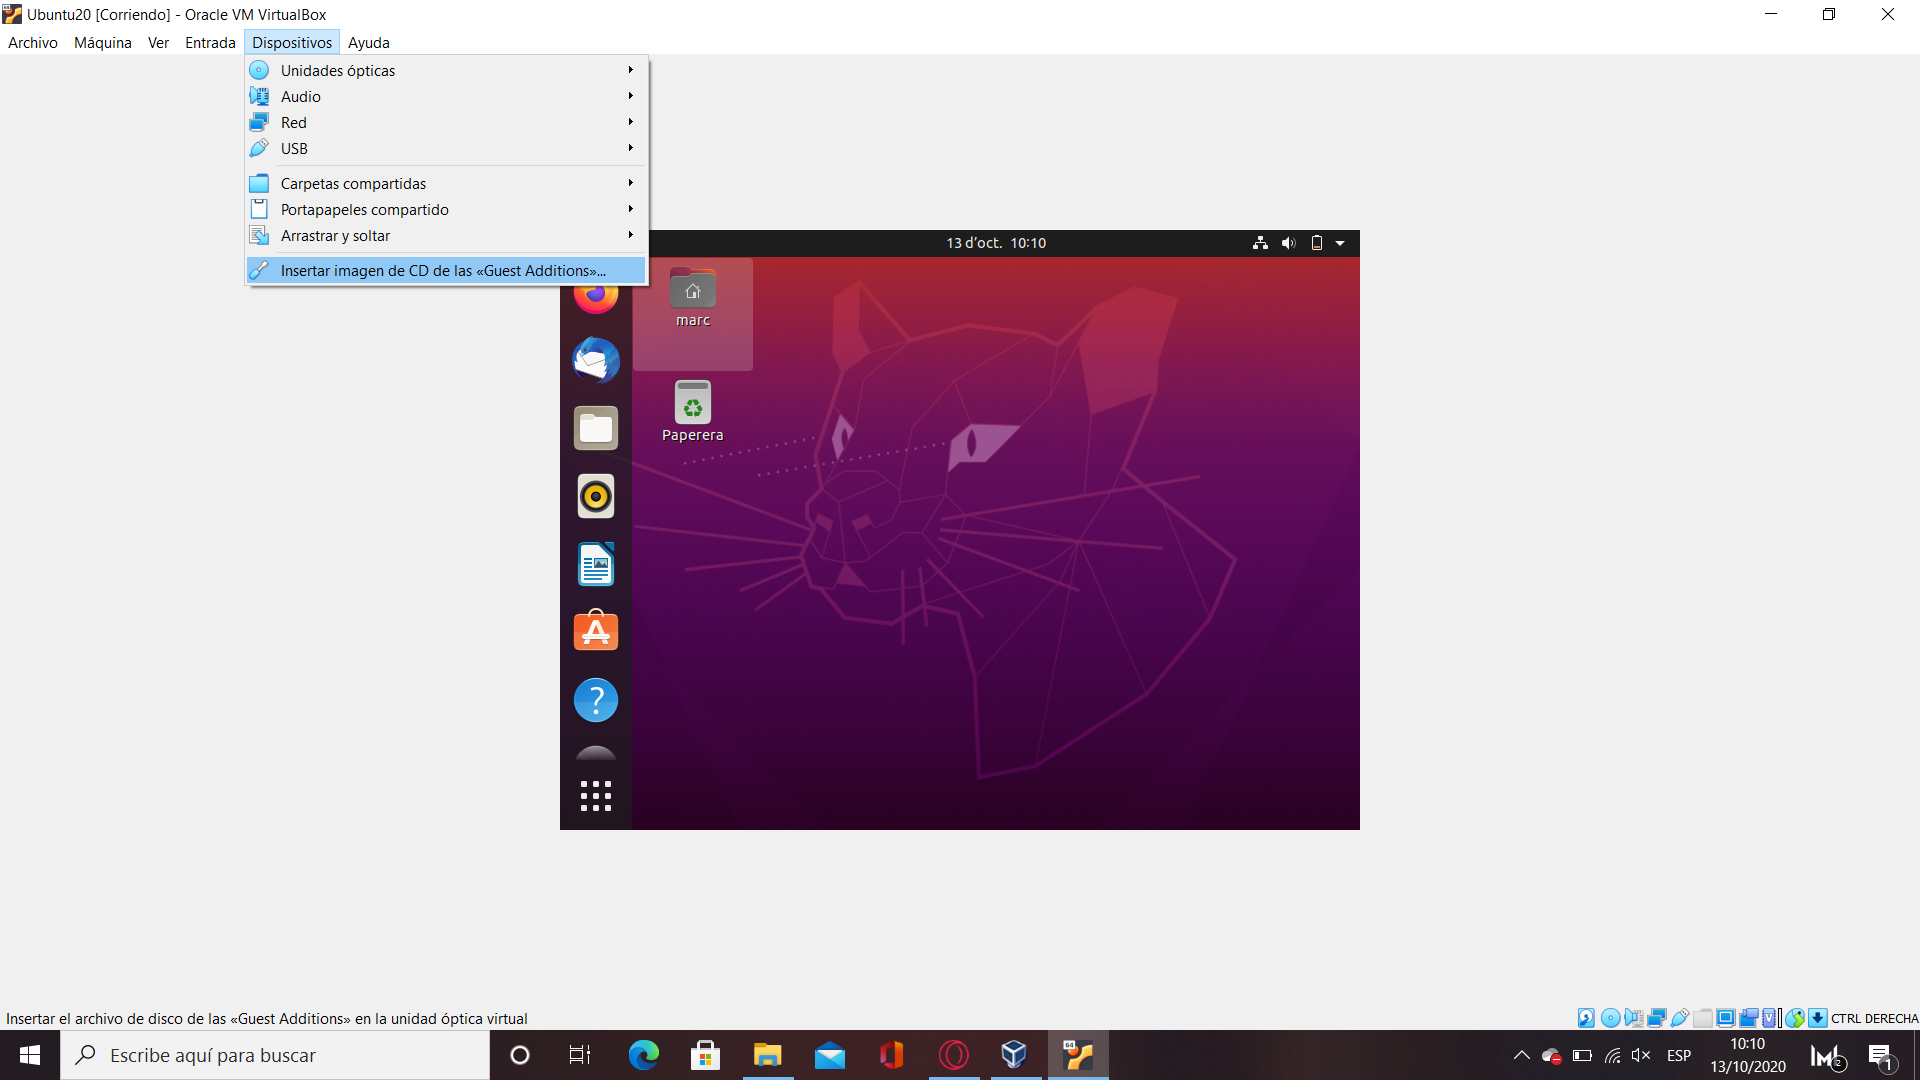 Ubuntu20 [Corriendo] - Oracle VM VirtualBox
Archivo Máquina Ver Entrada Dispositivos Ayuda
Unidades ópticas
Audio
Red
USB
Carpetas compartidas
Portapapeles compartido
Arrastrar y soltar
Insertar imagen de CD de las «Guest Additions»...
13 d'oct. 10:10
marc
Paperera
Insertar el archivo de disco de las «Guest Additions» en la unidad óptica virtual
CTRL DERECHA
Escribe aquí para buscar
64
ESP
10:10
13/10/2020
2
1